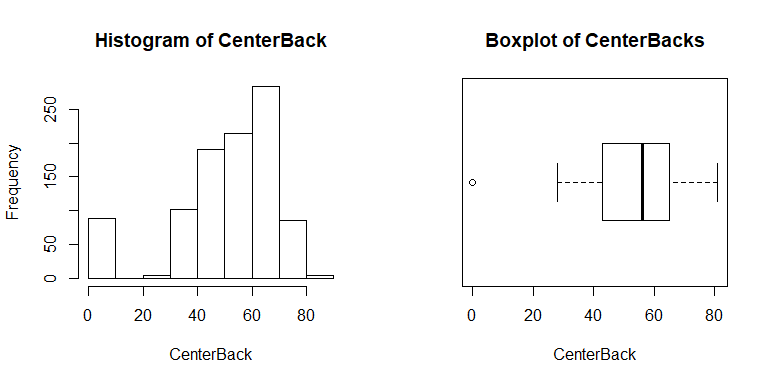 Histogram of CenterBack
Frequency
0
50
150
250
0 20 40 60 80
CenterBack
Boxplot of CenterBacks
0 20 40 60 80
CenterBack